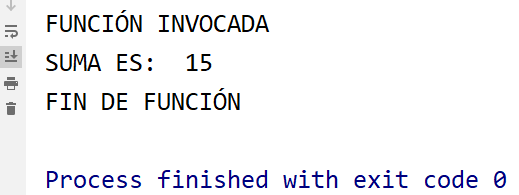 FUNCIÓN INVOCADA
SUMA ES:  15
FIN DE FUNCIÓN
Process finished with exit code 0